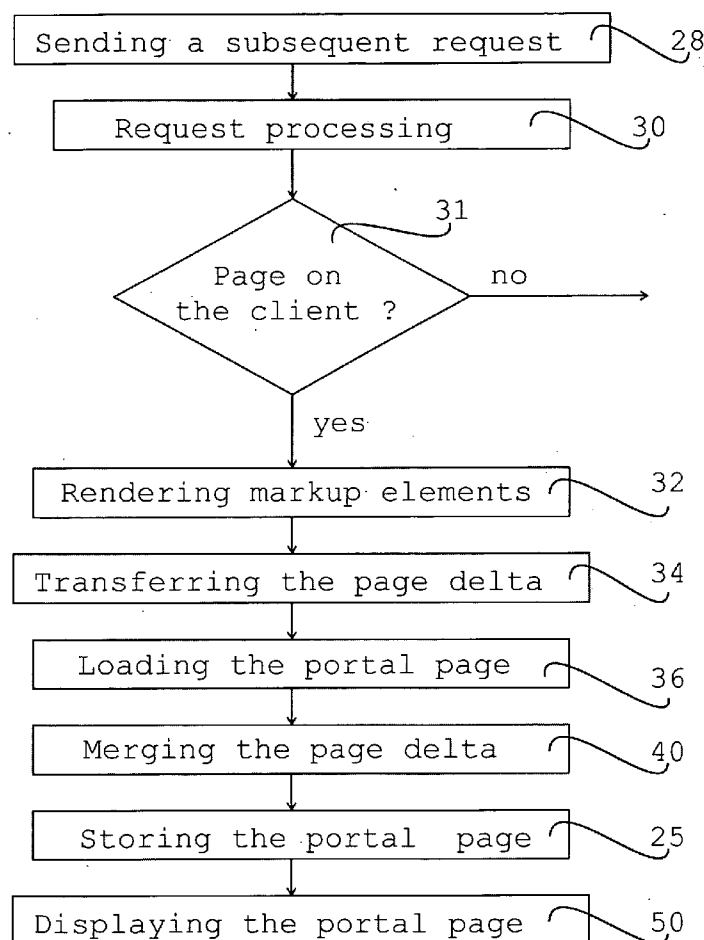 Sending a subsequent request 28
Request processing 30
31
Page on
the client ?
no
yes
Rendering markup elements 32
Transferring the page delta 34
Loading the portal page 36
Merging the page delta 40
Storing the portal page 25
Displaying the portal page 50